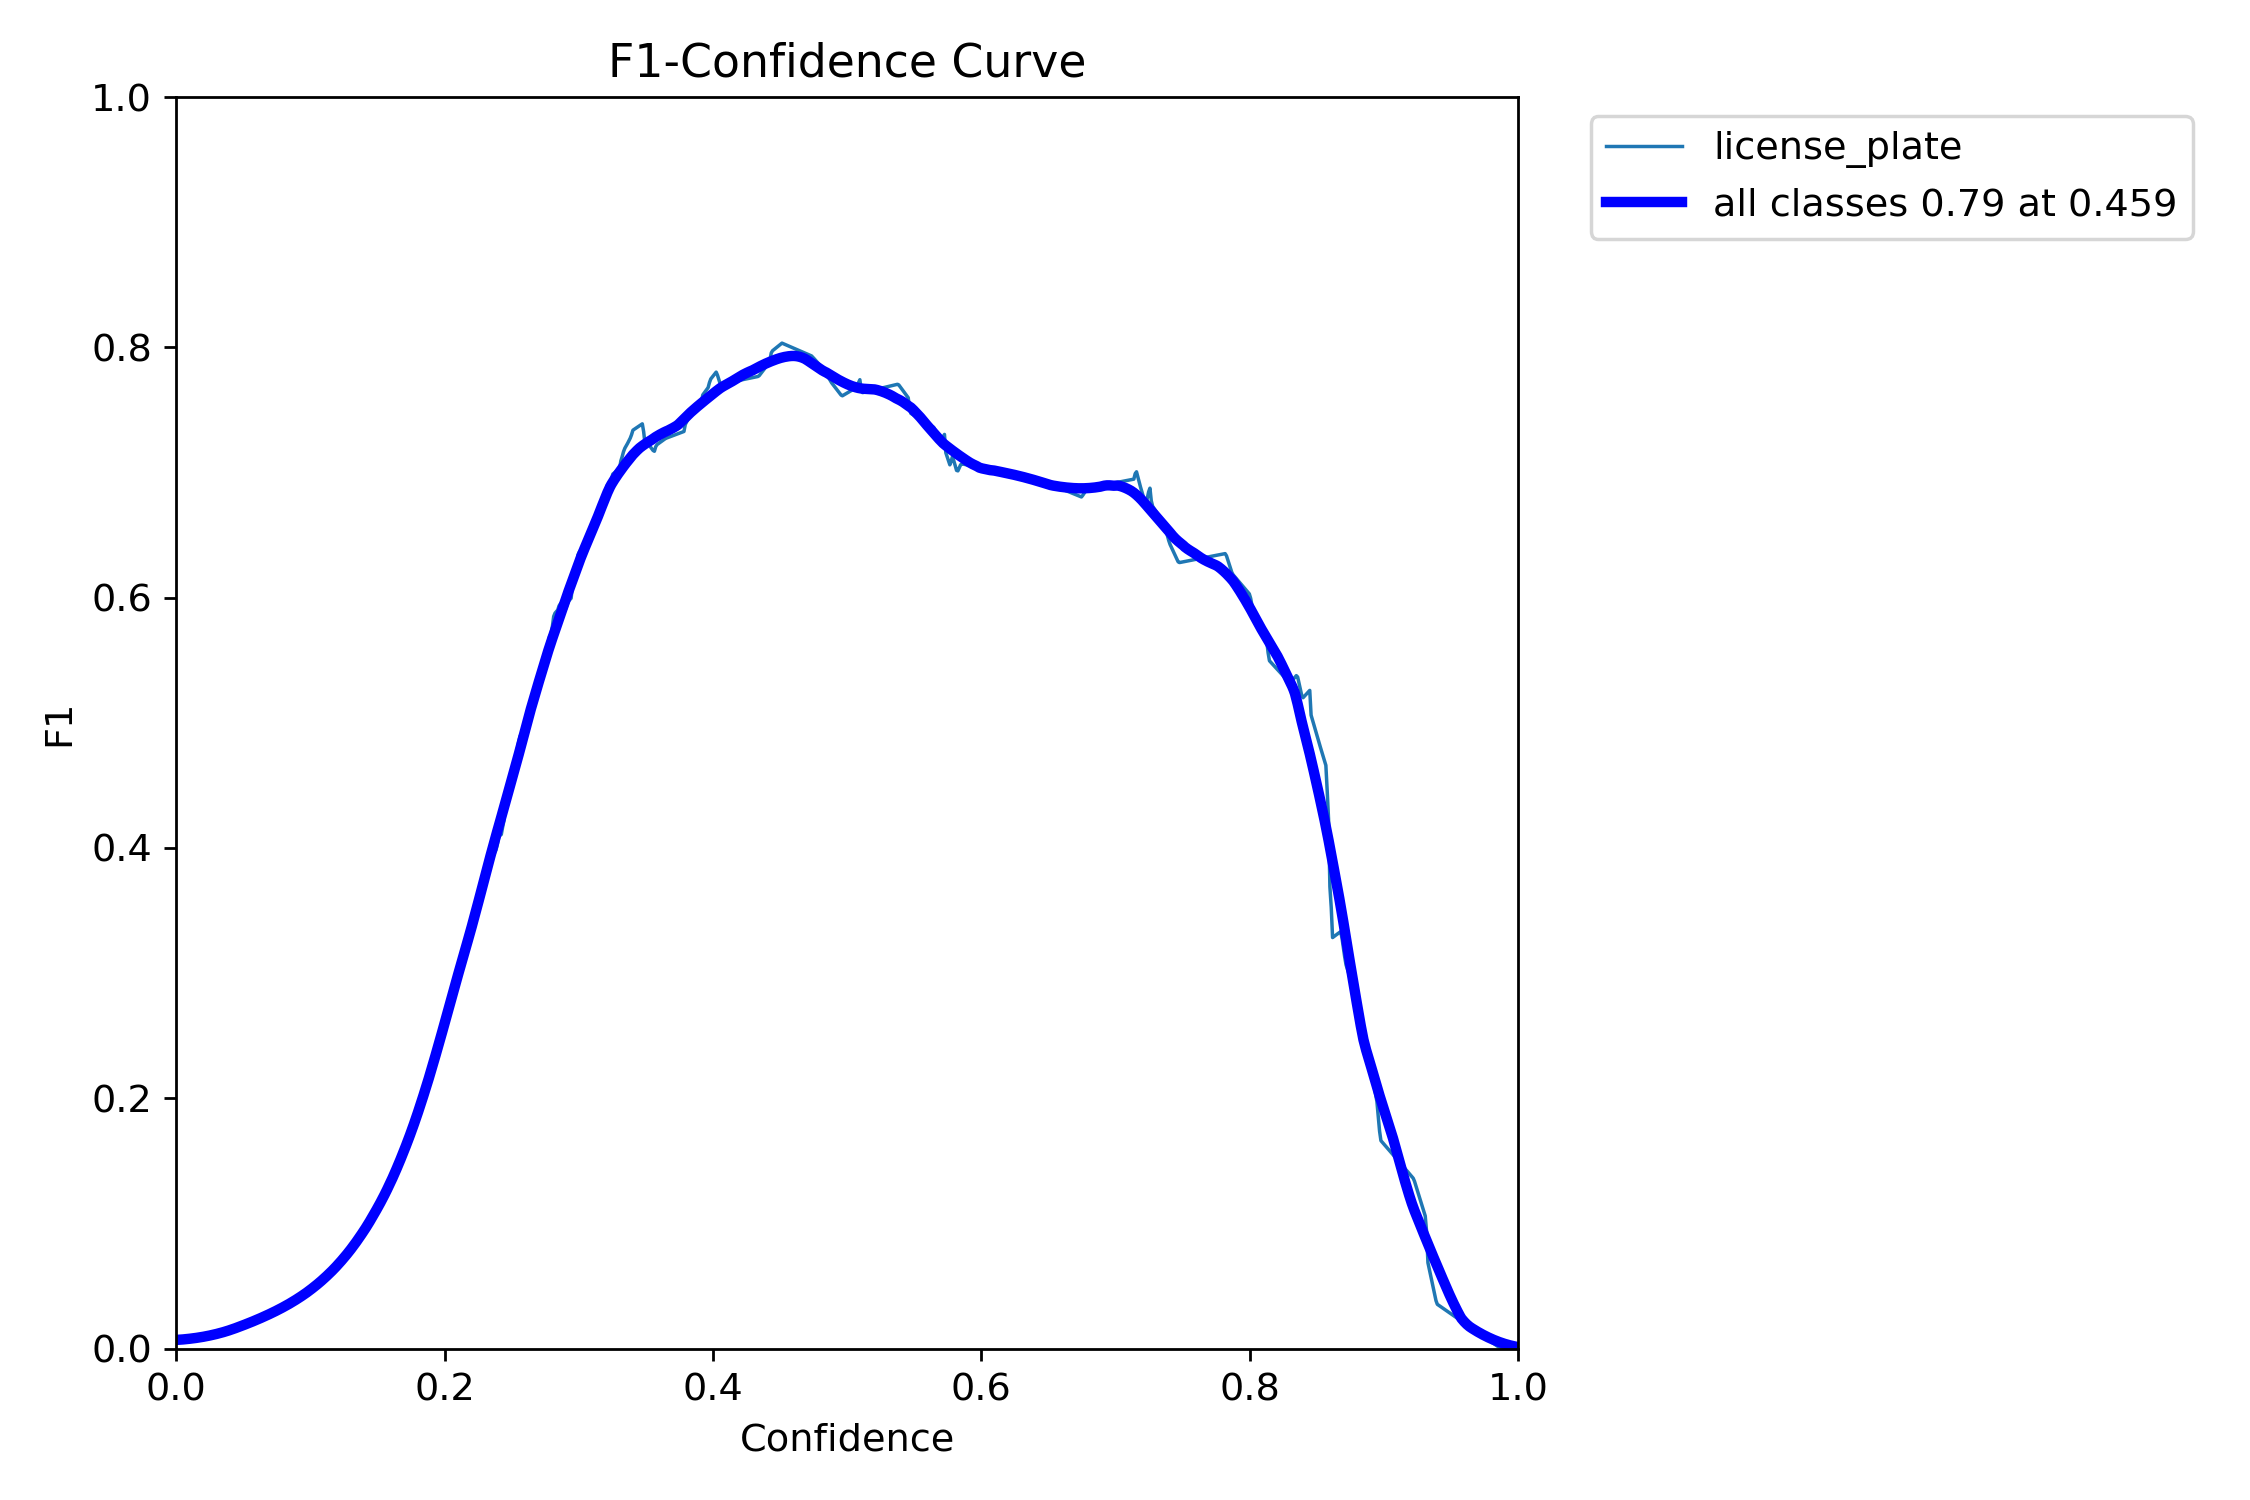 F1-Confidence Curve
license_plate
all classes 0.79 at 0.459
1.0
0.8
0.6
0.4
0.2
0.0
F1
0.0 0.2 0.4 0.6 0.8 1.0
Confidence